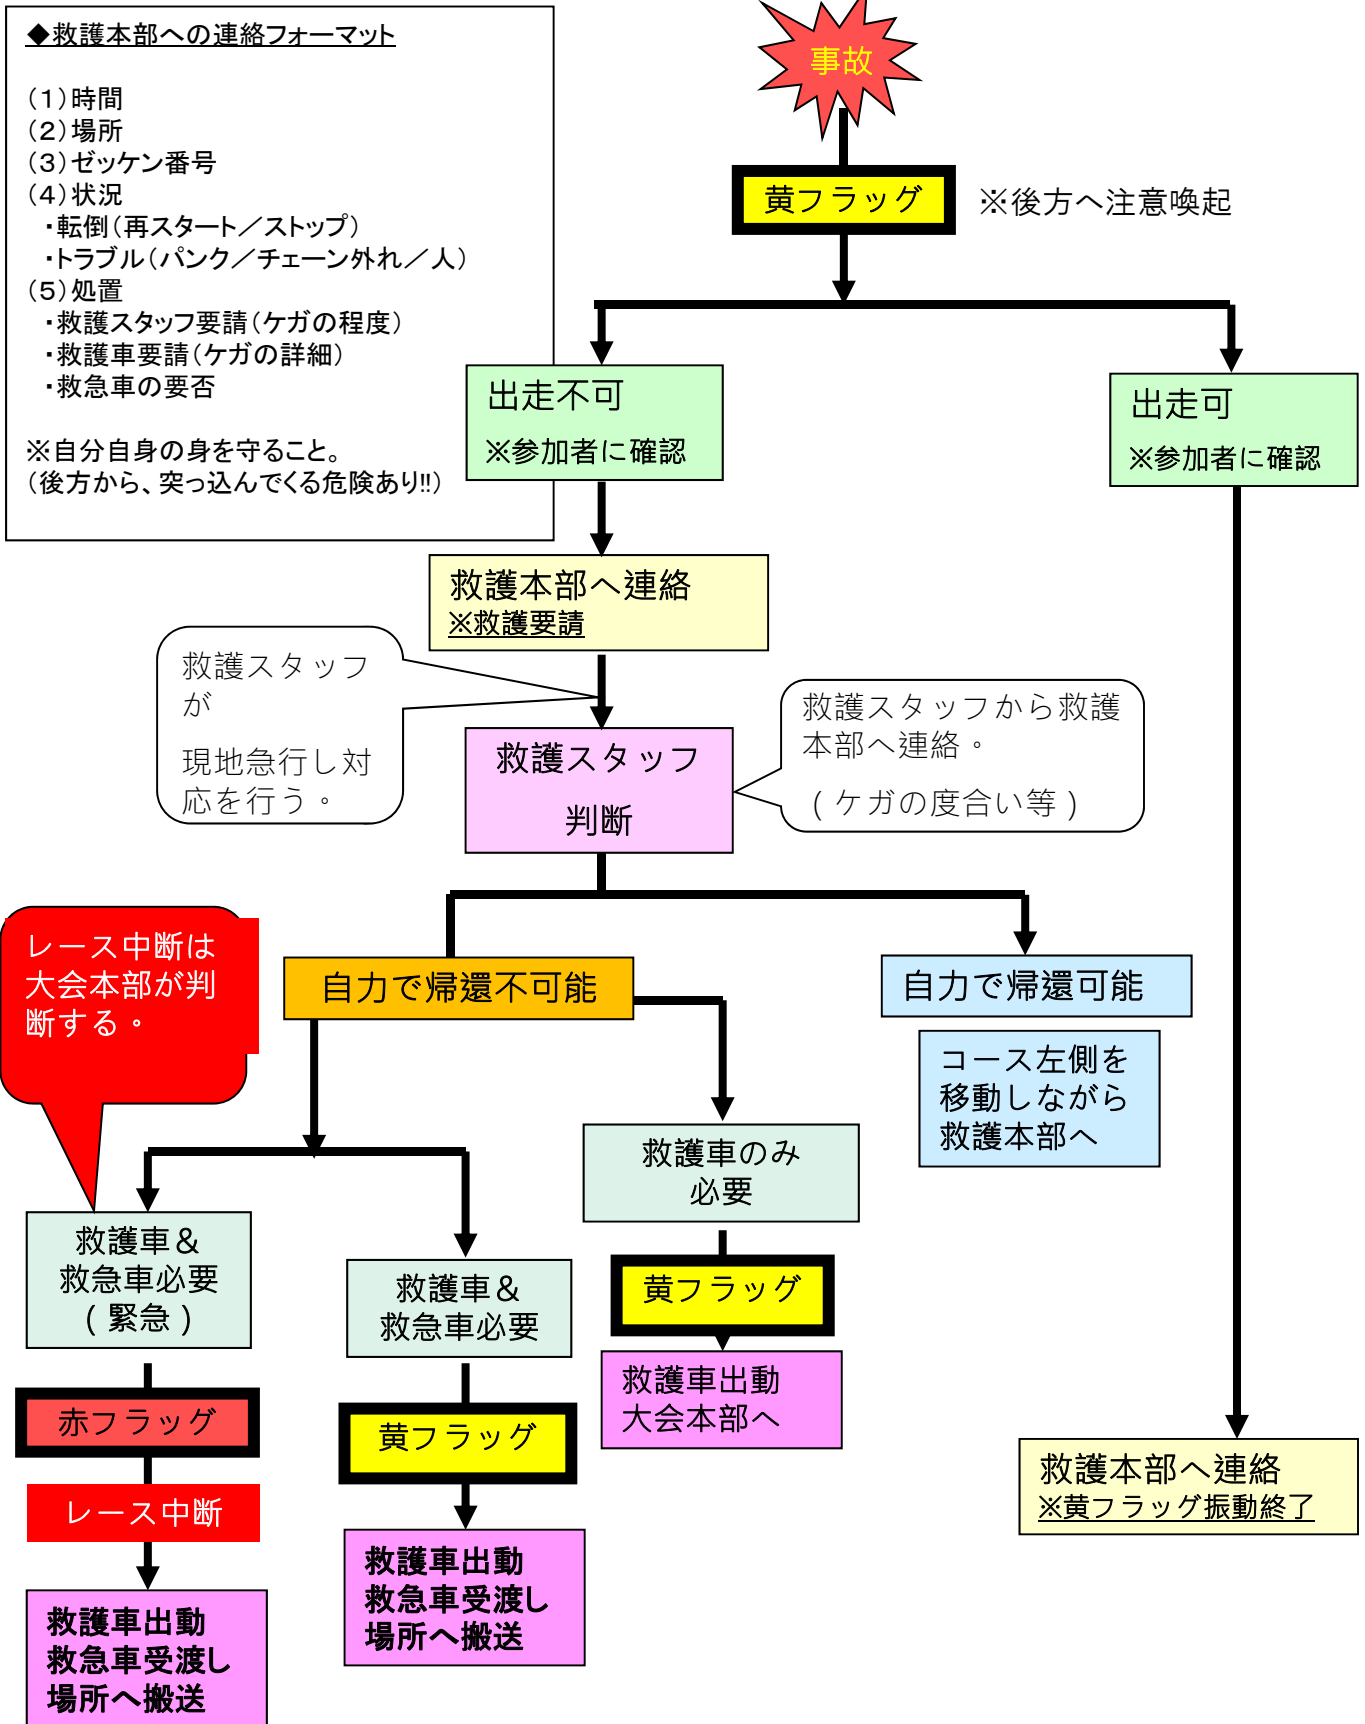 ◆救護本部への連絡フォーマット
(1)時間
(2)場所
(3)ゼッケン番号
(4)状況
・転倒(再スタート/ストップ)
・トラブル(パンク/チェーン外れ/人)
(5)処置
・救護スタッフ要請(ケガの程度)
・救護車要請(ケガの詳細)
・救急車の要否
※自分自身の身を守ること。
(後方から、突っ込んでくる危険あり!!)
事故
黄フラッグ
※後方へ注意喚起
出走不可
※参加者に確認
出走可
※参加者に確認
救護本部へ連絡
※救護要請
救護スタッフ
が
現地急行し対
応を行う。
救護スタッフから救護
本部へ連絡。
(ケガの度合い等)
救護スタッフ
判断
レース中断は
大会本部が判
断する。
自力で帰還不可能
自力で帰還可能
コース左側を
移動しながら
救護本部へ
救護車のみ
必要
救護車&
救急車必要
(緊急)
救護車&
救急車必要
黄フラッグ
救護車出動
大会本部へ
赤フラッグ
黄フラッグ
レース中断
救護本部へ連絡
※黄フラッグ振動終了
救護車出動
救急車受渡し
場所へ搬送
救護車出動
救急車受渡し
場所へ搬送